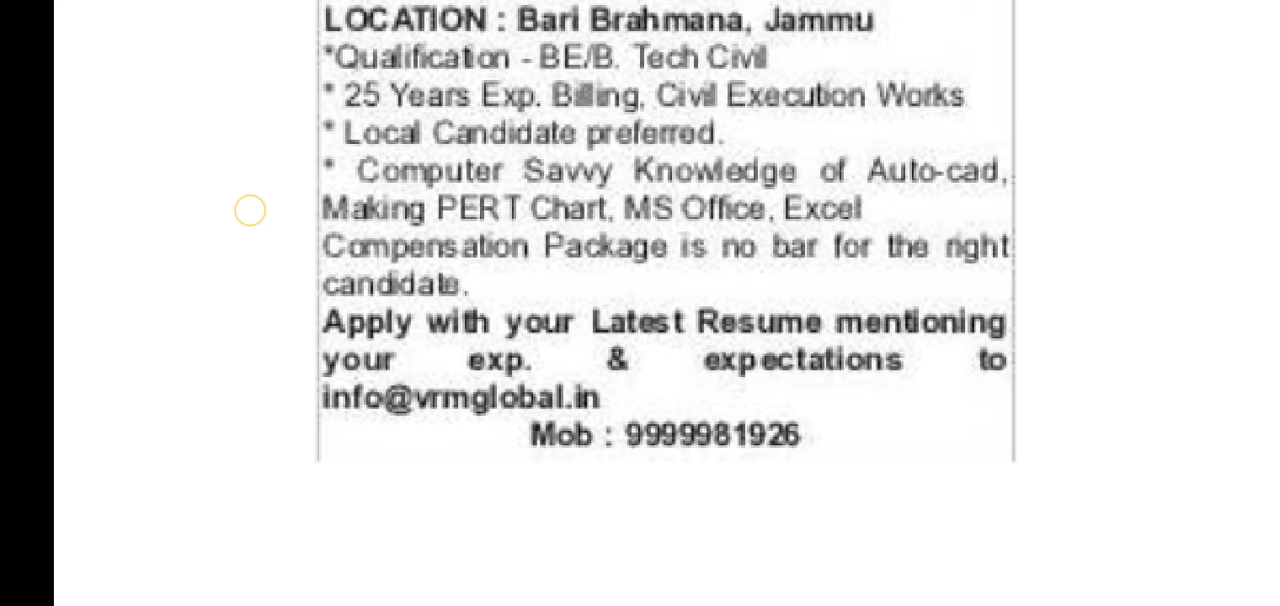 LOCATION : Bari Brahmana, Jammu
*Qualification - BE/B. Tech Civil
* 25 Years Exp. Billing, Civil Execution Works
* Local Candidate preferred.
* Computer Savvy Knowledge of Auto-cad,
Making PERT Chart, MS Office, Excel
Compensation Package is no bar for the right
candidate.
Apply with your Latest Resume mentioning
your exp. & expectations to
info@vrmglobal.in
Mob : 9999981926